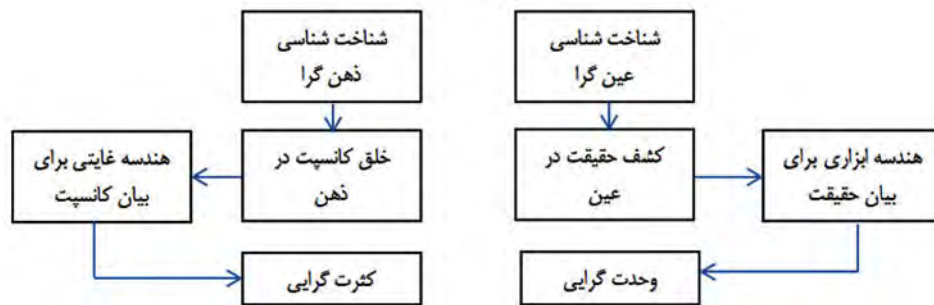 شناخت شناسی
عین گرا
شناخت شناسی
ذهن گرا
هندسه ابزاری برای
بیان حقیقت
کشف حقیقت در
عین
خلق کانسپت در
ذهن
هندسه غایتی برای
بیان کانسپت
وحدت گرایی
کثرت گرایی